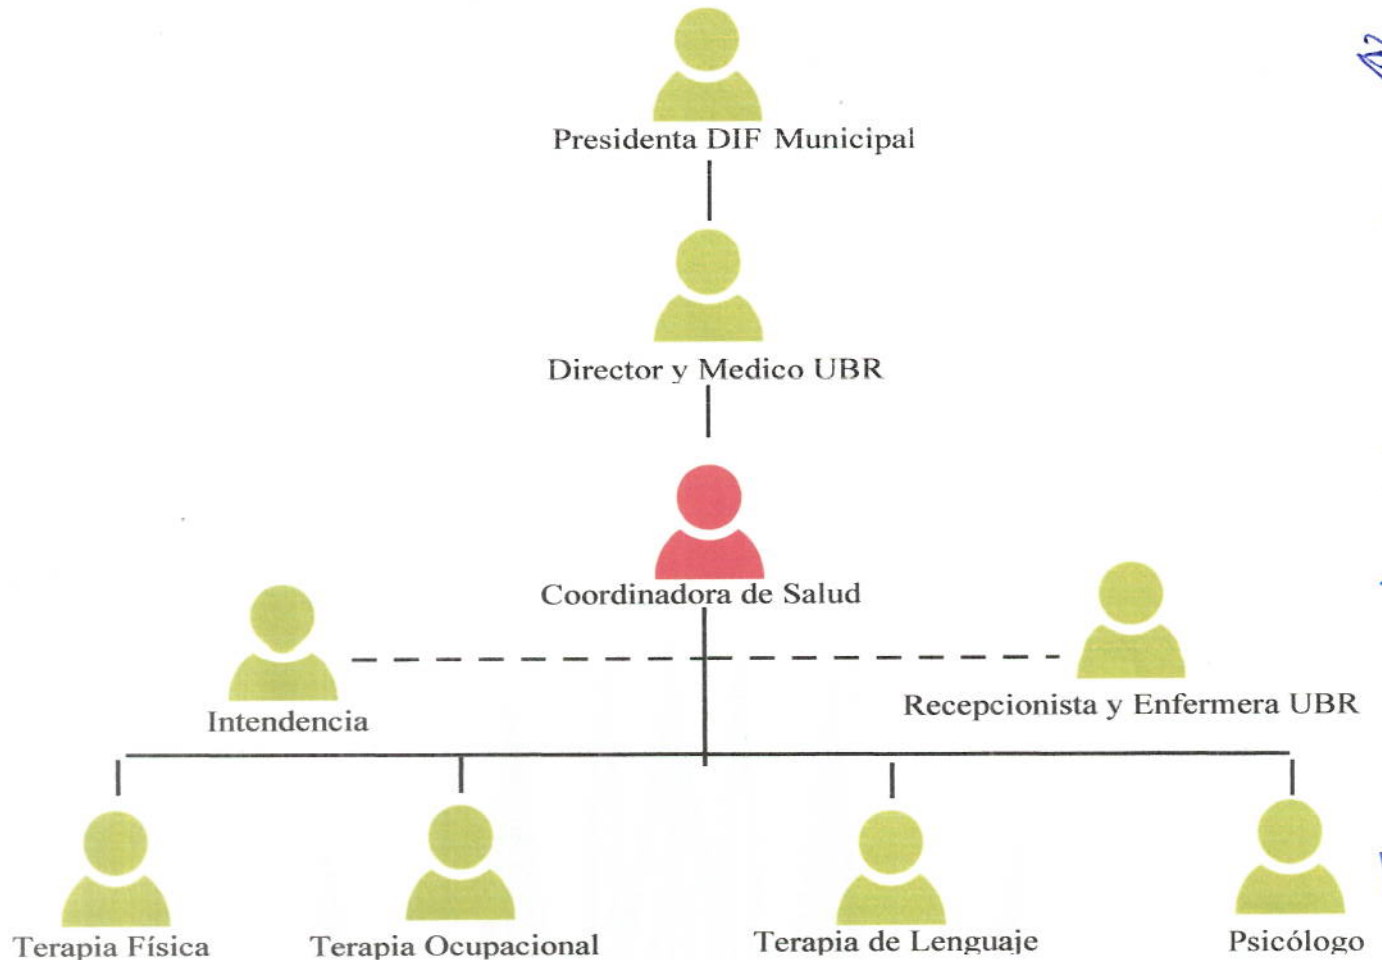 Presidenta DIF Municipal
Director y Medico UBR
Coordinadora de Salud
Intendencia
Recepcionista y Enfermera UBR
Terapia Física
Terapia Ocupacional
Terapia de Lenguaje
Psicólogo